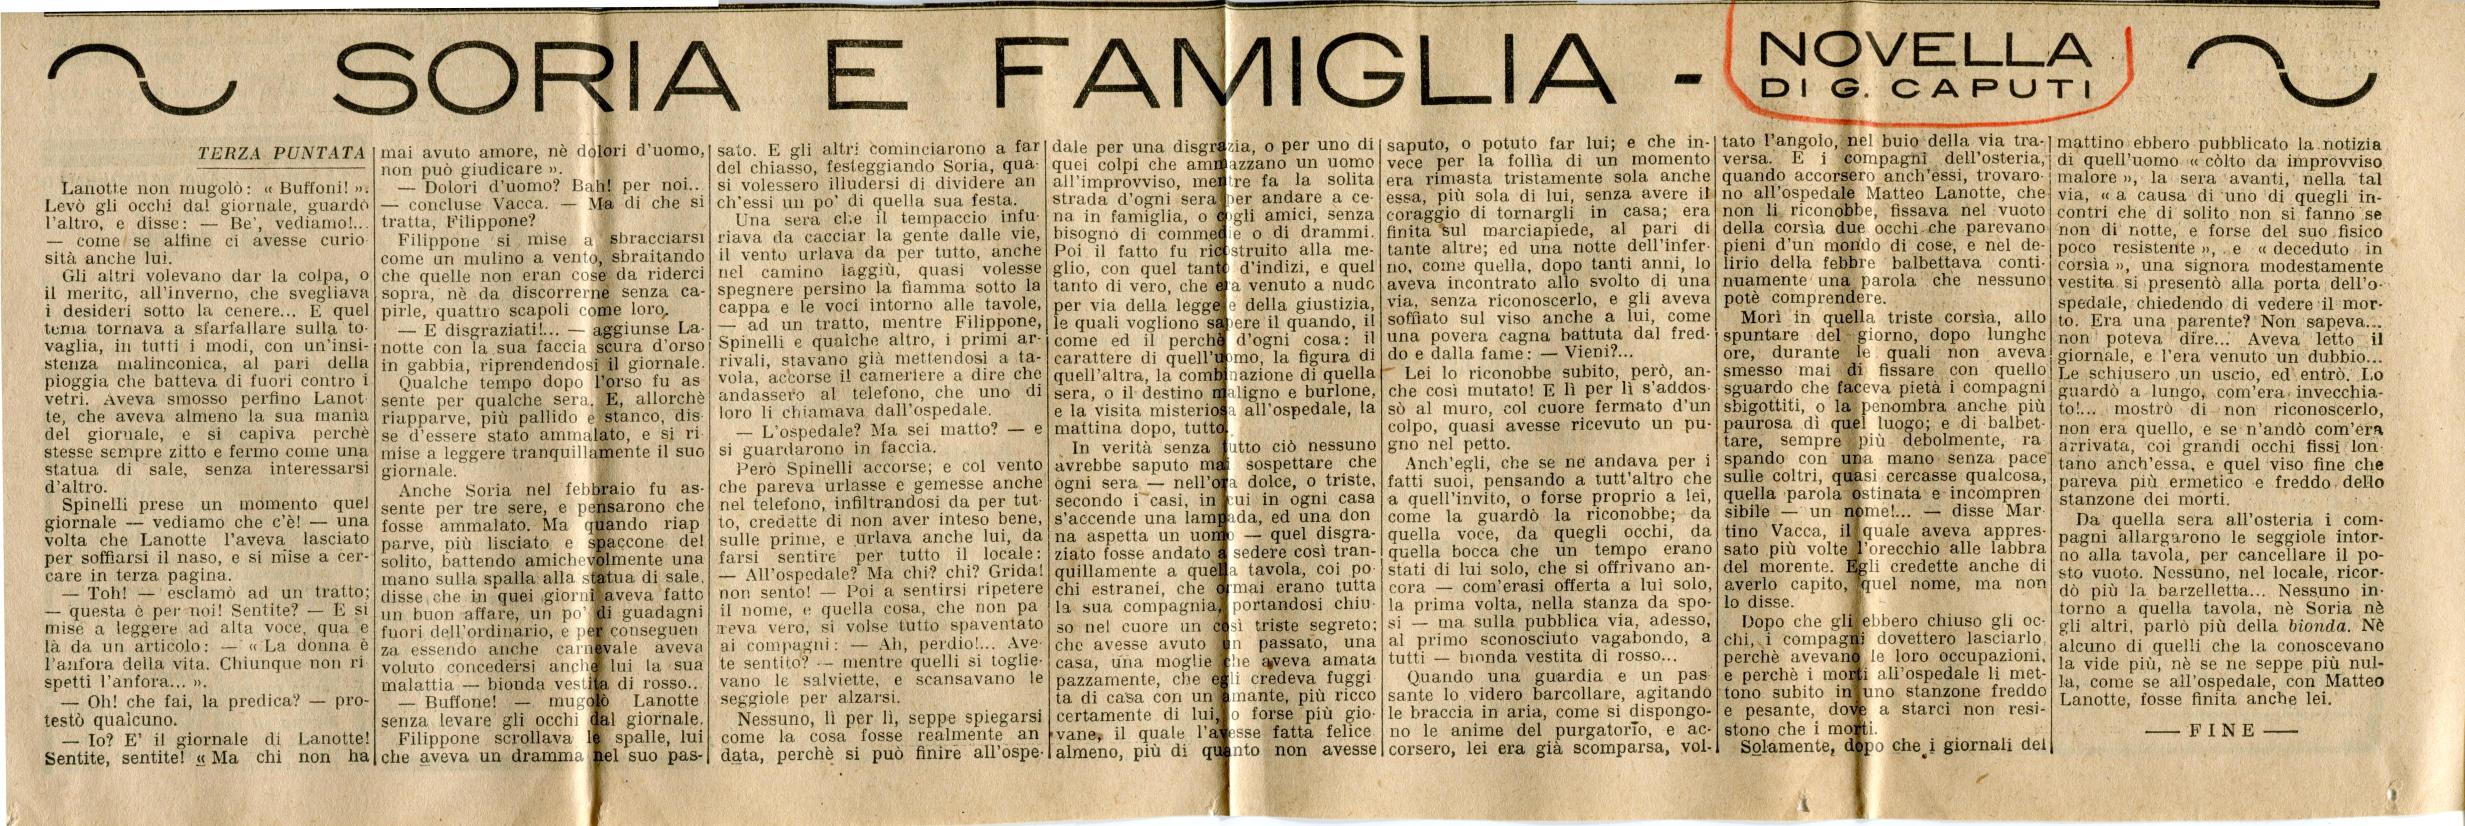 SORIA E FAMIGLIA - NOVELLA
DI G. CAPUTI
TERZA PUNTATA
Lanotte non mugolò: « Buffoni! ».
Levò gli occhi dal giornale, guardò
l'altro, e disse: — Be', vediamo!...
— come se alfine ci avesse curio
sità anche lui.
Gli altri volevano dar la colpa, o
il merito, all'inverno, che svegliava
i desideri sotto la cenere... E quel
tema tornava a sfarfallare sulla to-
vaglia, in tutti i modi, con un'insi-
stenza malinconica, al pari della
pioggia che batteva di fuori contro i
vetri. Aveva smosso perfino Lanot
te, che aveva almeno la sua mania
del giornale, e si capiva perchè
stesse sempre zitto e fermo come una
statua di sale, senza interessarsi
d'altro.
Spinelli prese un momento quel
giornale — vediamo che c'è! — una
volta che Lanotte l'aveva lasciato
per soffiarsi il naso, e si mise a cer-
care in terza pagina.
— Toh! — esclamò ad un tratto;
— questa è per noi! Sentite? — E si
mise a leggere ad alta voce, qua e
là da un articolo: — « La donna è
l'anfora della vita. Chiunque non ri
spetti l'anfora... ».
— Oh! che fai, la predica? — pro-
testò qualcuno.
— Io? E' il giornale di Lanotte!
Sentite, sentite! « Ma chi non ha
mai avuto amore, nè dolori d'uomo,
non può giudicare ».
— Dolori d'uomo? Bah! per noi..
— concluse Vacca. — Ma di che si
tratta, Filippone?
Filippone si mise a sbracciarsi
come un mulino a vento, sbraitando
che quelle non eran cose da riderci
sopra, nè da discorrerne senza ca-
pirle, quattro scapoli come loro.
— E disgraziati!... — aggiunse La-
notte con la sua faccia scura d'orso
in gabbia, riprendendosi il giornale.
Qualche tempo dopo l'orso fu as
sente per qualche sera. E, allorchè
riapparve, più pallido e stanco, dis-
se d'essere stato ammalato, e si ri-
mise a leggere tranquillamente il suo
giornale.
Anche Soria nel febbraio fu as-
sente per tre sere, e pensarono che
fosse ammalato. Ma quando riap
parve, più lisciato e spaccone del
solito, battendo amichevolmente una
mano sulla spalla alla statua di sale,
disse che in quei giorni aveva fatto
un buon affare, un po' di guadagni
fuori dell'ordinario, e per conseguen
za essendo anche carnevale aveva
voluto concedersi anche lui la sua
malattia — bionda vestita di rosso..
— Buffone! — mugolò Lanotte
senza levare gli occhi dal giornale.
Filippone scrollava le spalle, lui
che aveva un dramma nel suo pas-
sato. E gli altri cominciarono a far
del chiasso, festeggiando Soria, qua-
si volessero illudersi di dividere an
ch'essi un po' di quella sua festa.
Una sera che il tempaccio infu-
riava da cacciar la gente dalle vie,
il vento urlava da per tutto, anche
nel camino laggiù, quasi volesse
spegnere persino la fiamma sotto la
cappa e le voci intorno alle tavole,
— ad un tratto, mentre Filippone,
Spinelli e qualche altro, i primi ar-
rivali, stavano già mettendosi a ta-
vola, accorse il cameriere a dire che
andassero al telefono, che uno di
loro li chiamava dall'ospedale.
— L'ospedale? Ma sei matto? — e
si guardarono in faccia.
Però Spinelli accorse; e col vento
che pareva urlasse e gemesse anche
nel telefono, infiltrandosi da per tut-
to, credette di non aver inteso bene,
sulle prime, e urlava anche lui, da
farsi sentire per tutto il locale:
— All'ospedale? Ma chi? chi? Grida!
non sento! — Poi a sentirsi ripetere
il nome, e quella cosa, che non pa
reva vero, si volse tutto spaventato
ai compagni: — Ah, perdio!... Ave-
te sentito? — mentre quelli si toglie-
vano le salviette, e scansavano le
seggiole per alzarsi.
Nessuno, lì per lì, seppe spiegarsi
come la cosa fosse realmente an
data, perchè si può finire all'ospe-
dale per una disgrazia, o per uno di
quei colpi che ammazzano un uomo
all'improvviso, mentre fa la solita
strada d'ogni sera per andare a ce-
na in famiglia, o cogli amici, senza
bisogno di commedie o di drammi.
Poi il fatto fu ricostruito alla me-
glio, con quel tanto d'indizi, e quel
tanto di vero, che era venuto a nudo
per via della legge e della giustizia,
le quali vogliono sapere il quando, il
come ed il perchè d'ogni cosa: il
carattere di quell'uomo, la figura di
quell'altra, la combinazione di quella
sera, o il destino maligno e burlone,
e la visita misteriosa all'ospedale, la
mattina dopo, tutto.
In verità senza tutto ciò nessuno
avrebbe saputo mai sospettare che
ogni sera — nell'ora dolce, o triste,
secondo i casi, in cui in ogni casa
s'accende una lampada, ed una don
na aspetta un uomo — quel disgra-
ziato fosse andato a sedere così tran-
quillamente a quella tavola, coi po-
chi estranei, che ormai erano tutta
la sua compagnia, portandosi chiu-
so nel cuore un così triste segreto;
che avesse avuto un passato, una
casa, una moglie che aveva amata
pazzamente, che egli credeva fuggi
ta di casa con un amante, più ricco
certamente di lui, o forse più gio-
vane, il quale l'avesse fatta felice
almeno, più di quanto non avesse
saputo, o potuto far lui; e che in-
vece per la follìa di un momento
era rimasta tristamente sola anche
essa, più sola di lui, senza avere il
coraggio di tornargli in casa; era
finita sul marciapiede, al pari di
tante altre; ed una notte dell'infer-
no, come quella, dopo tanti anni, lo
aveva incontrato allo svolto di una
via, senza riconoscerlo, e gli aveva
soffiato sul viso anche a lui, come
una povera cagna battuta dal fred-
do e dalla fame: — Vieni?...
Lei lo riconobbe subito, però, an-
che così mutato! E lì per lì s'addos-
sò al muro, col cuore fermato d'un
colpo, quasi avesse ricevuto un pu-
gno nel petto.
Anch'egli, che se ne andava per i
fatti suoi, pensando a tutt'altro che
a quell'invito, o forse proprio a lei,
come la guardò la riconobbe; da
quella voce, da quegli occhi, da
quella bocca che un tempo erano
stati di lui solo, che si offrivano an-
cora — com'erasi offerta a lui solo,
la prima volta, nella stanza da spo-
si — ma sulla pubblica via, adesso,
al primo sconosciuto vagabondo, a
tutti — bionda vestita di rosso...
Quando una guardia e un pas
sante lo videro barcollare, agitando
le braccia in aria, come si dispongo-
no le anime del purgatorio, e ac-
corsero, lei era già scomparsa, vol-
tato l'angolo, nel buio della via tra-
versa. E i compagni dell'osteria,
quando accorsero anch'essi, trovaro-
no all'ospedale Matteo Lanotte, che
non li riconobbe, fissava nel vuoto
della corsia due occhi che parevano
pieni d'un mondo di cose, e nel de-
lirio della febbre balbettava conti-
nuamente una parola che nessuno
potè comprendere.
Morì in quella triste corsia, allo
spuntare del giorno, dopo lunghe
ore, durante le quali non aveva
smesso mai di fissare con quello
sguardo che faceva pietà i compagni
sbigottiti, o la penombra anche più
paurosa di quel luogo; e di balbet-
tare, sempre più debolmente, ra
spando con una mano senza pace
sulle coltri, quasi cercasse qualcosa,
quella parola ostinata e incompren
sibile — un nome!... — disse Mar-
tino Vacca, il quale aveva appres-
sato più volte l'orecchio alle labbra
del morente. Egli credette anche di
averlo capito, quel nome, ma non
lo disse.
Dopo che gli ebbero chiuso gli oc-
chi, i compagni dovettero lasciarlo,
perchè avevano le loro occupazioni,
e perchè i morti all'ospedale li met-
tono subito in uno stanzone freddo
e pesante, dove a starci non resi-
stono che i morti.
Solamente, dopo che i giornali del
mattino ebbero pubblicato la notizia
di quell'uomo « còlto da improvviso
malore », la sera avanti, nella tal
via, « a causa di uno di quegli in-
contri che di solito non si fanno se
non di notte, e forse del suo fisico
poco resistente », e « deceduto in
corsia », una signora modestamente
vestita si presentò alla porta dell'o-
spedale, chiedendo di vedere il mor-
to. Era una parente? Non sapeva...
non poteva dire... Aveva letto il
giornale, e l'era venuto un dubbio...
Le schiusero un uscio, ed entrò. Lo
guardò a lungo, com'era invecchia-
to!... mostrò di non riconoscerlo,
non era quello, e se n'andò com'era
arrivata, coi grandi occhi fissi lon-
tano anch'essa, e quel viso fine che
pareva più ermetico e freddo dello
stanzone dei morti.
Da quella sera all'osteria i com-
pagni allargarono le seggiole intor-
no alla tavola, per cancellare il po-
sto vuoto. Nessuno, nel locale, ricor-
dò più la barzelletta... Nessuno in-
torno a quella tavola, nè Soria nè
gli altri, parlò più della bionda. Nè
alcuno di quelli che la conoscevano
la vide più, nè se ne seppe più nul-
la, come se all'ospedale, con Matteo
Lanotte, fosse finita anche lei.
— FINE —